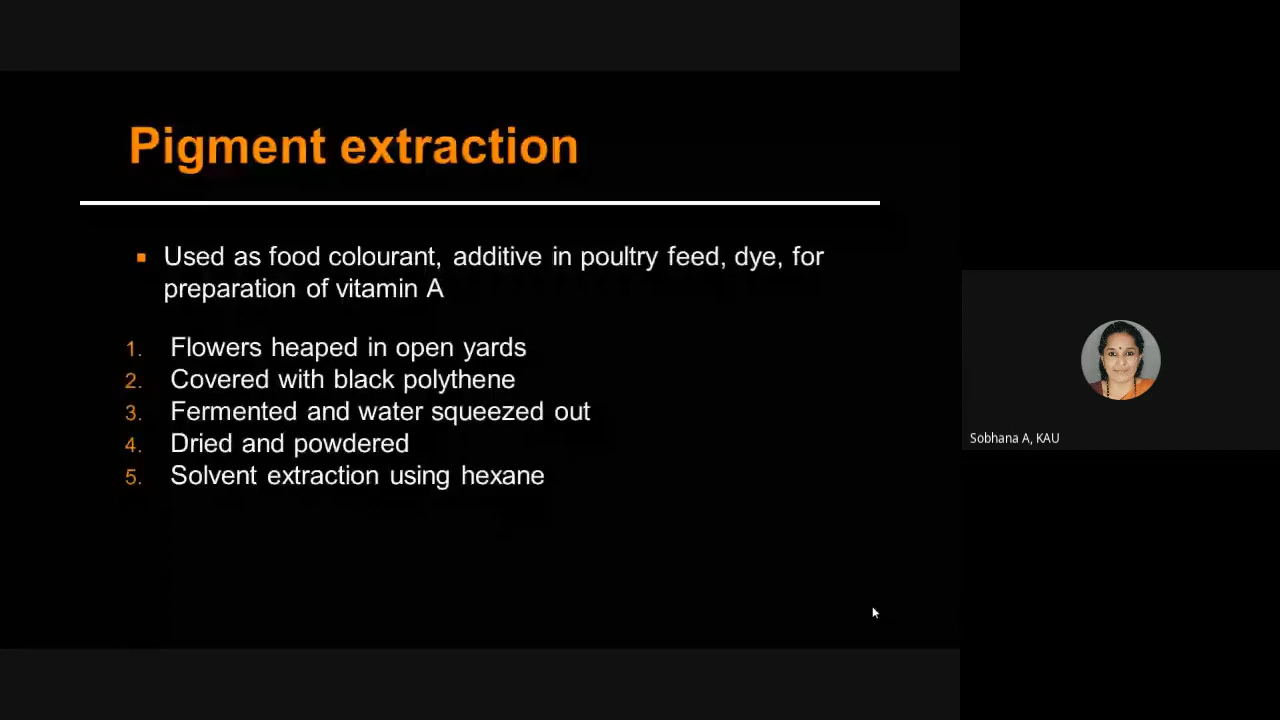 Pigment extraction
Used as food colourant, additive in poultry feed, dye, for
preparation of vitamin A
1. Flowers heaped in open yards
2. Covered with black polythene
3. Fermented and water squeezed out
4. Dried and powdered
5. Solvent extraction using hexane
Sobhana A, KAU